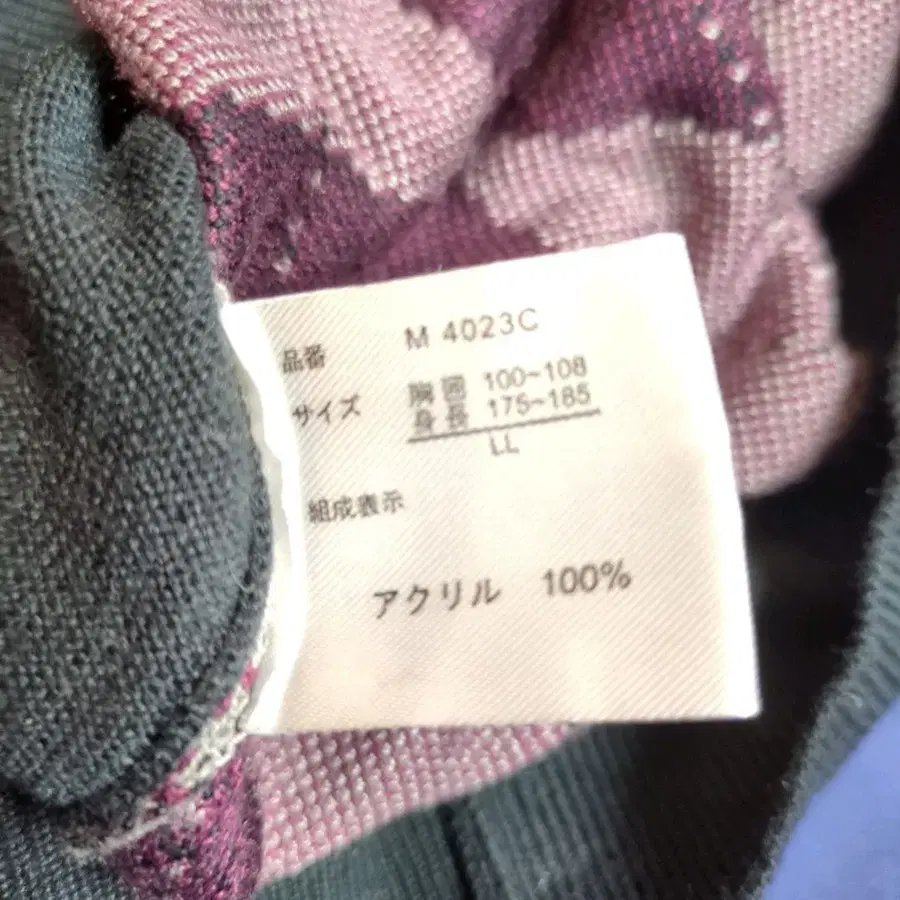 品番 M 4023C
サイズ 胸囲 100~108
身長 175~185
LL
組成表示
アクリル 100%